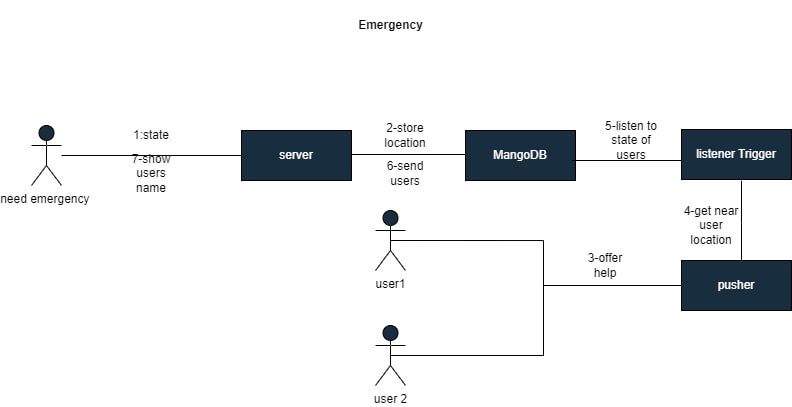 Emergency
1:state
7-show
users
name
need emergency
server
2-store
location
6-send
users
MangoDB
5-listen to
state of
users
listener Trigger
4-get near
user
location
pusher
3-offer
help
user1
user 2